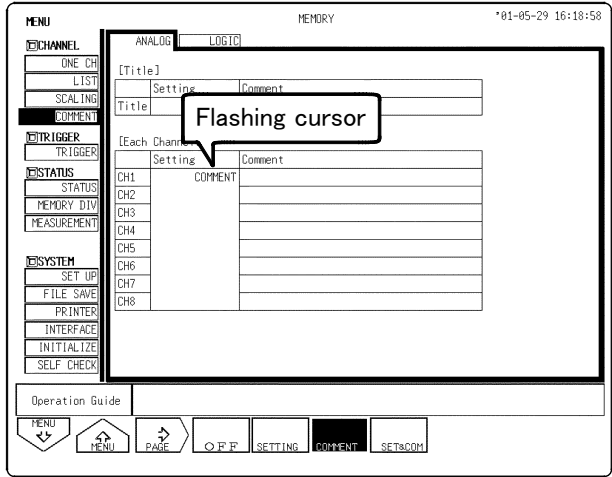 MENU
MEMORY
'01-05-29 16:18:58
CHANNEL
ONE CH
LIST
SCALING
COMMENT
TRIGGER
TRIGGER
STATUS
STATUS
MEMORY DIV
MEASUREMENT
SYSTEM
SET UP
FILE SAVE
PRINTER
INTERFACE
INITIALIZE
SELF CHECK
ANALOG LOGIC
[Title]
Setting Comment
Title
Flashing cursor
[Each Channel
Setting Comment
CH1 COMMENT
CH2
CH3
CH4
CH5
CH6
CH7
CH8
Operation Guide
MENU
MENU
PAGE
OFF
SETTING
COMMENT
SET&COM